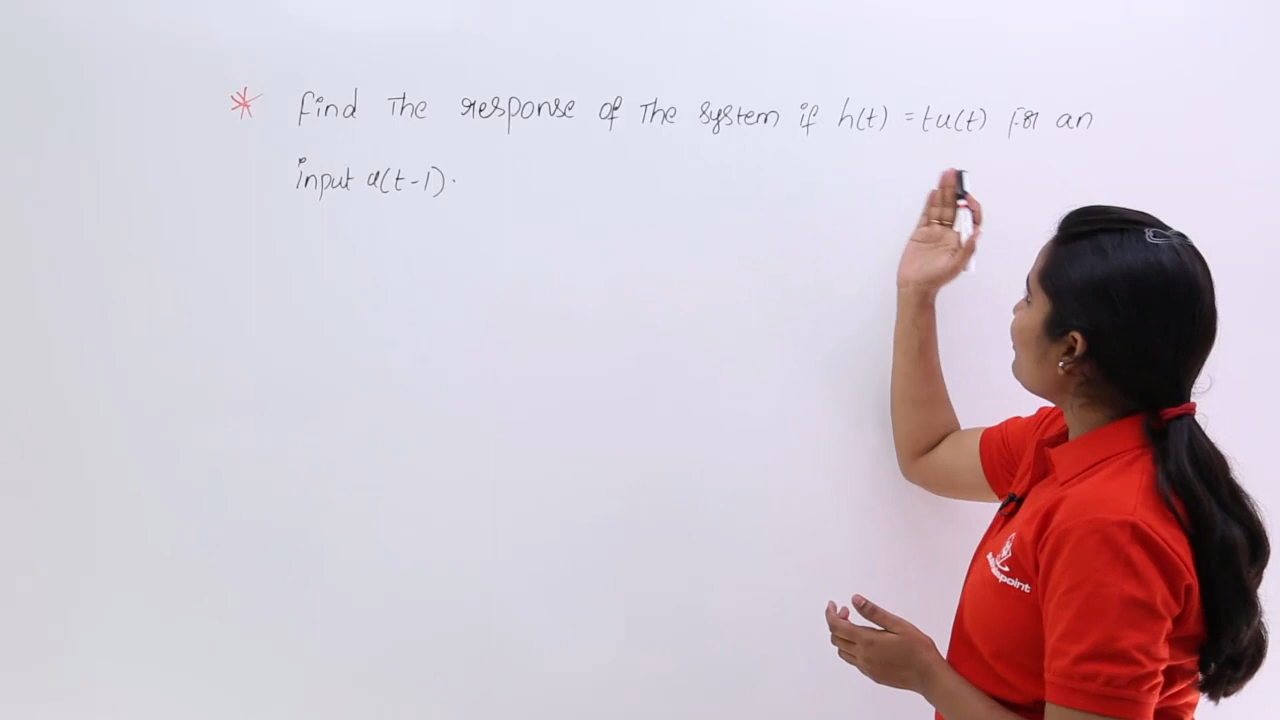 * Find The response of The system if h(t) = tu(t) for an
input u(t-1).